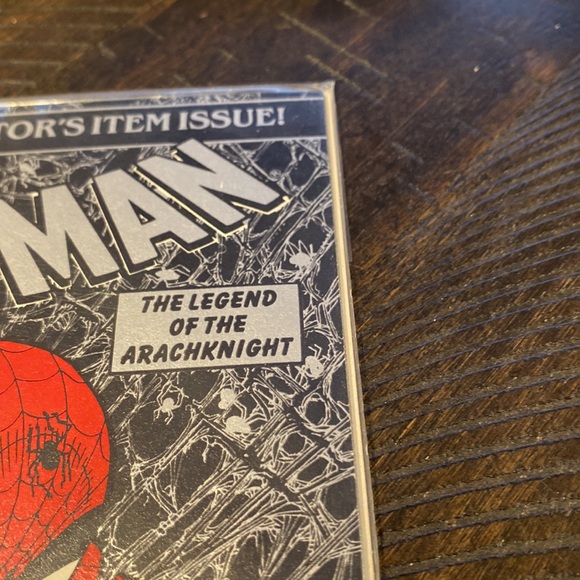 TOR'S ITEM ISSUE!
MAN
THE LEGEND
OF THE
ARACHKNIGHT